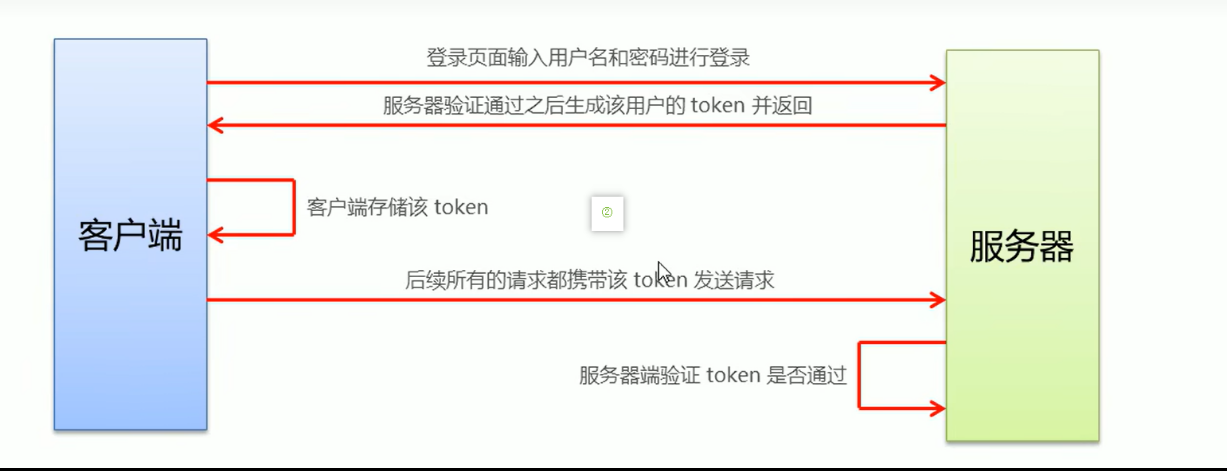 登录页面输入用户名和密码进行登录
服务器验证通过之后生成该用户的 token 并返回
客户端存储该 token
②
客户端
服务器
后续所有的请求都携带该 token 发送请求
服务器端验证 token 是否通过